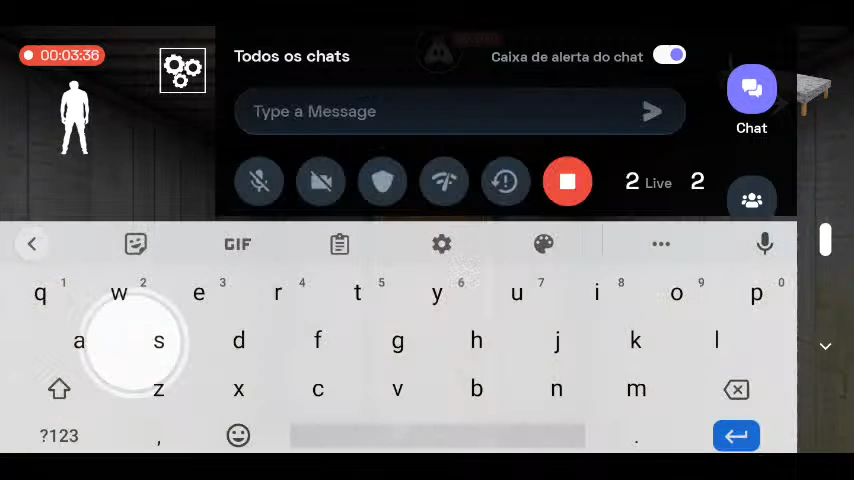 00:03:36
Todos os chats
Caixa de alerta do chat
Type a Message
Chat
2 Live 2
GIF
q 1 w 2 e 3 r 4 t 5 y 6 u 7 i 8 o 9 p 0
a s d f g h j k l
z x c v b n m
?123 , .